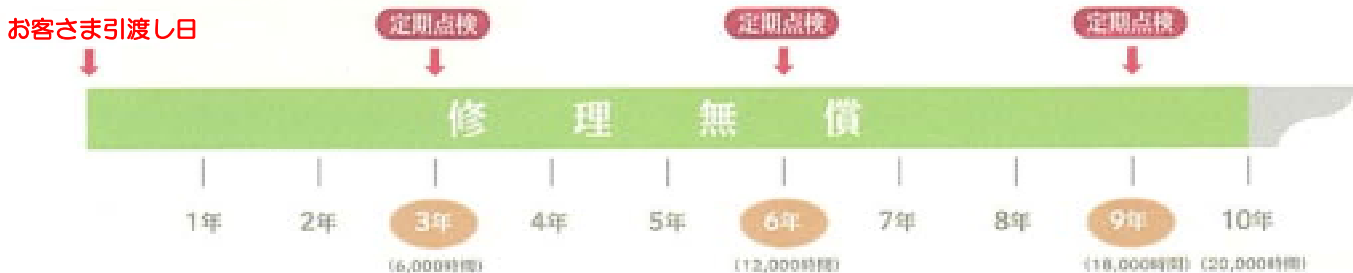 お客さま引渡し日
定期点検 定期点検 定期点検
修理無償
1年 2年 3年 4年 5年 6年 7年 8年 9年 10年
(6,000時間) (12,000時間) (18,000時間) (20,000時間)